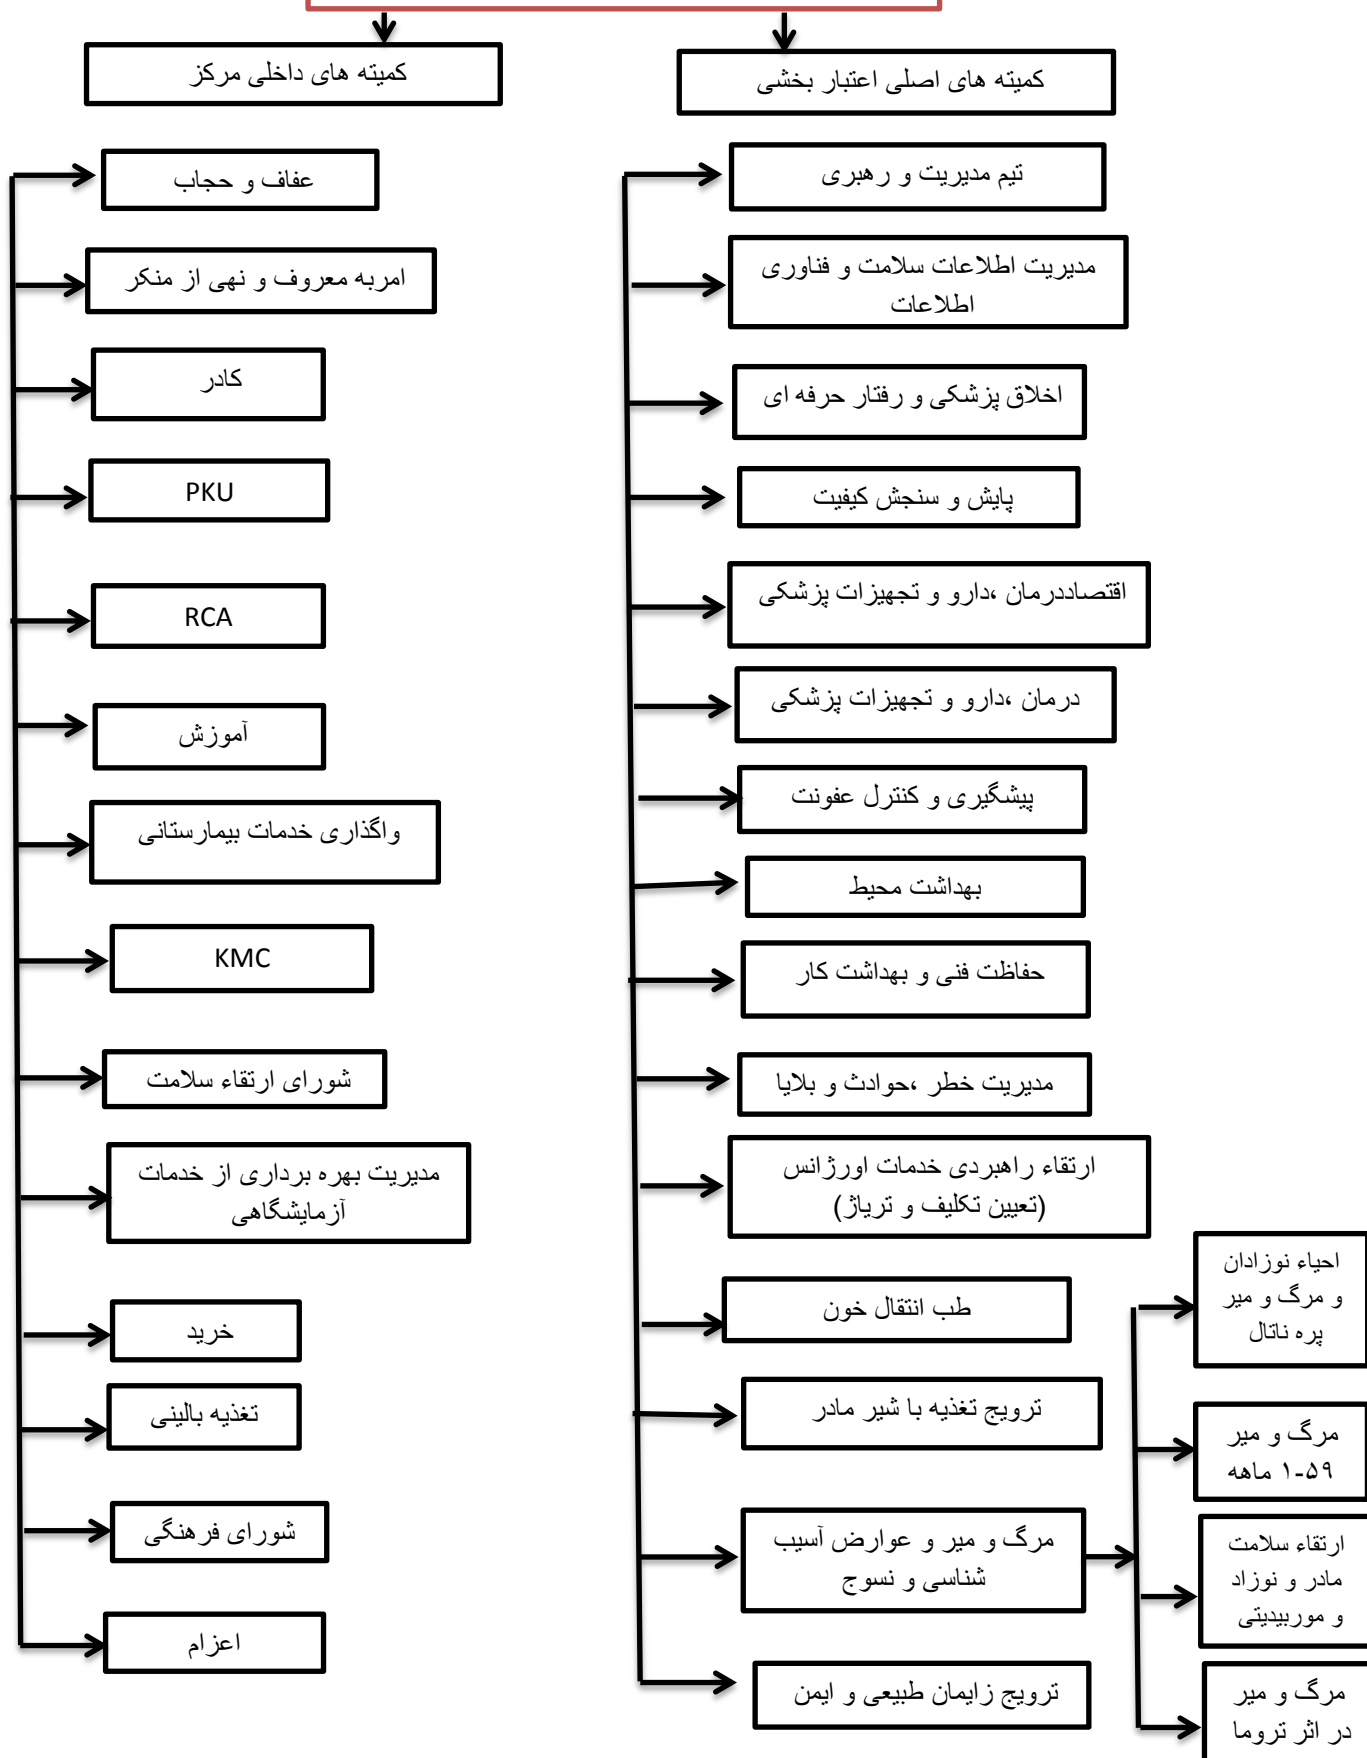 کمیته های اصلی اعتبار بخشی
تیم مدیریت و رهبری
مدیریت اطلاعات سلامت و فناوری
اطلاعات
اخلاق پزشکی و رفتار حرفه ای
پایش و سنجش کیفیت
اقتصاددرمان ،دارو و تجهیزات پزشکی
درمان ،دارو و تجهیزات پزشکی
پیشگیری و کنترل عفونت
بهداشت محیط
حفاظت فنی و بهداشت کار
مدیریت خطر ،حوادث و بلایا
ارتقاء راهبردی خدمات اورژانس
(تعیین تکلیف و تریاژ)
طب انتقال خون
ترویج تغذیه با شیر مادر
مرگ و میر و عوارض آسیب
شناسی و نسوج
احیاء نوزادان
و مرگ و میر
پره ناتال
مرگ و میر
۱-۵۹ ماهه
ارتقاء سلامت
مادر و نوزاد
و موربیدیتی
مرگ و میر
در اثر تروما
ترویج زایمان طبیعی و ایمن
کمیته های داخلی مرکز
عفاف و حجاب
امربه معروف و نهی از منکر
کادر
PKU
RCA
آموزش
واگذاری خدمات بیمارستانی
KMC
شورای ارتقاء سلامت
مدیریت بهره برداری از خدمات
آزمایشگاهی
خرید
تغذیه بالینی
شورای فرهنگی
اعزام